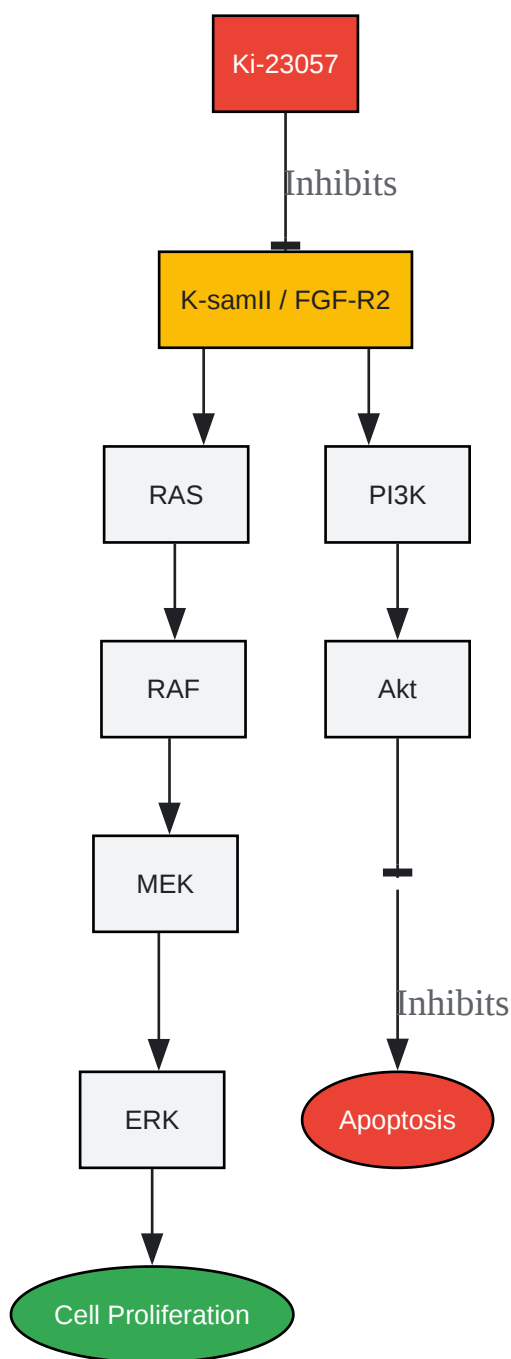 Ki-23057
Inhibits
K-samII / FGF-R2
RAS
PI3K
RAF
Akt
MEK
Inhibits
ERK
Apoptosis
Cell Proliferation